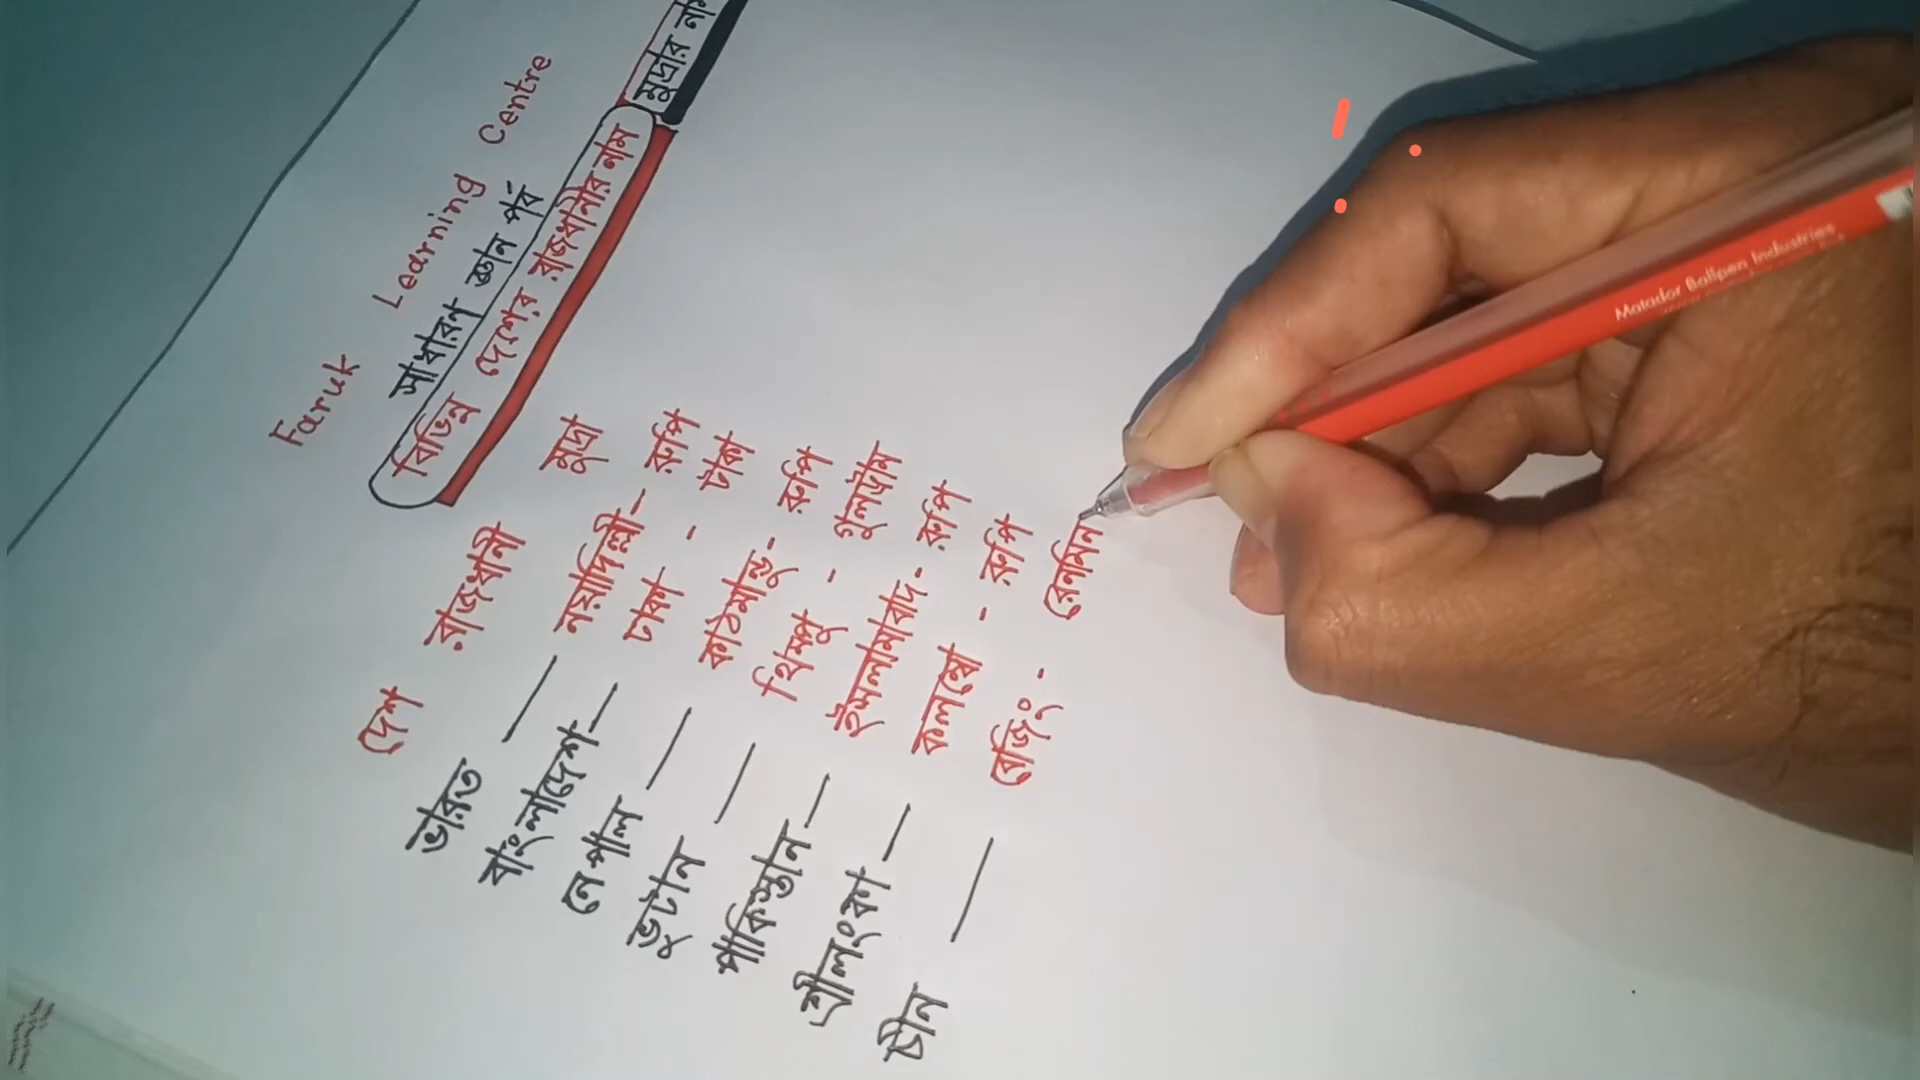 Faruk Learning Centre
সাধারণ জ্ঞান পর্ব
বিভিন্ন দেশের রাজধানীর নাম
মুদ্রার
দেশ রাজধানী মুদ্রা
ভারত — নয়াদিল্লী - রুপি
বাংলাদেশ — ঢাকা - টাকা
নেপাল — কাঠমান্ডু - রুপি
ভুটান — থিম্পু - গুলট্রাম
পাকিস্তান — ইসলামাবাদ - রুপি
শ্রীলংকা — কলম্বো - রুপি
চীন — বেজিং - রেনমিন
Matador Ballpen Industries